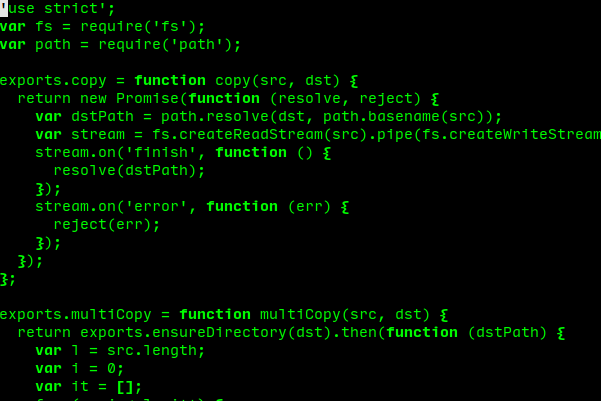 'use strict';
var fs = require('fs');
var path = require('path');

exports.copy = function copy(src, dst) {
  return new Promise(function (resolve, reject) {
    var dstPath = path.resolve(dst, path.basename(src));
    var stream = fs.createReadStream(src).pipe(fs.createWriteStream
    stream.on('finish', function () {
      resolve(dstPath);
    });
    stream.on('error', function (err) {
      reject(err);
    });
  });
};

exports.multiCopy = function multiCopy(src, dst) {
  return exports.ensureDirectory(dst).then(function (dstPath) {
    var l = src.length;
    var i = 0;
    var it = [];